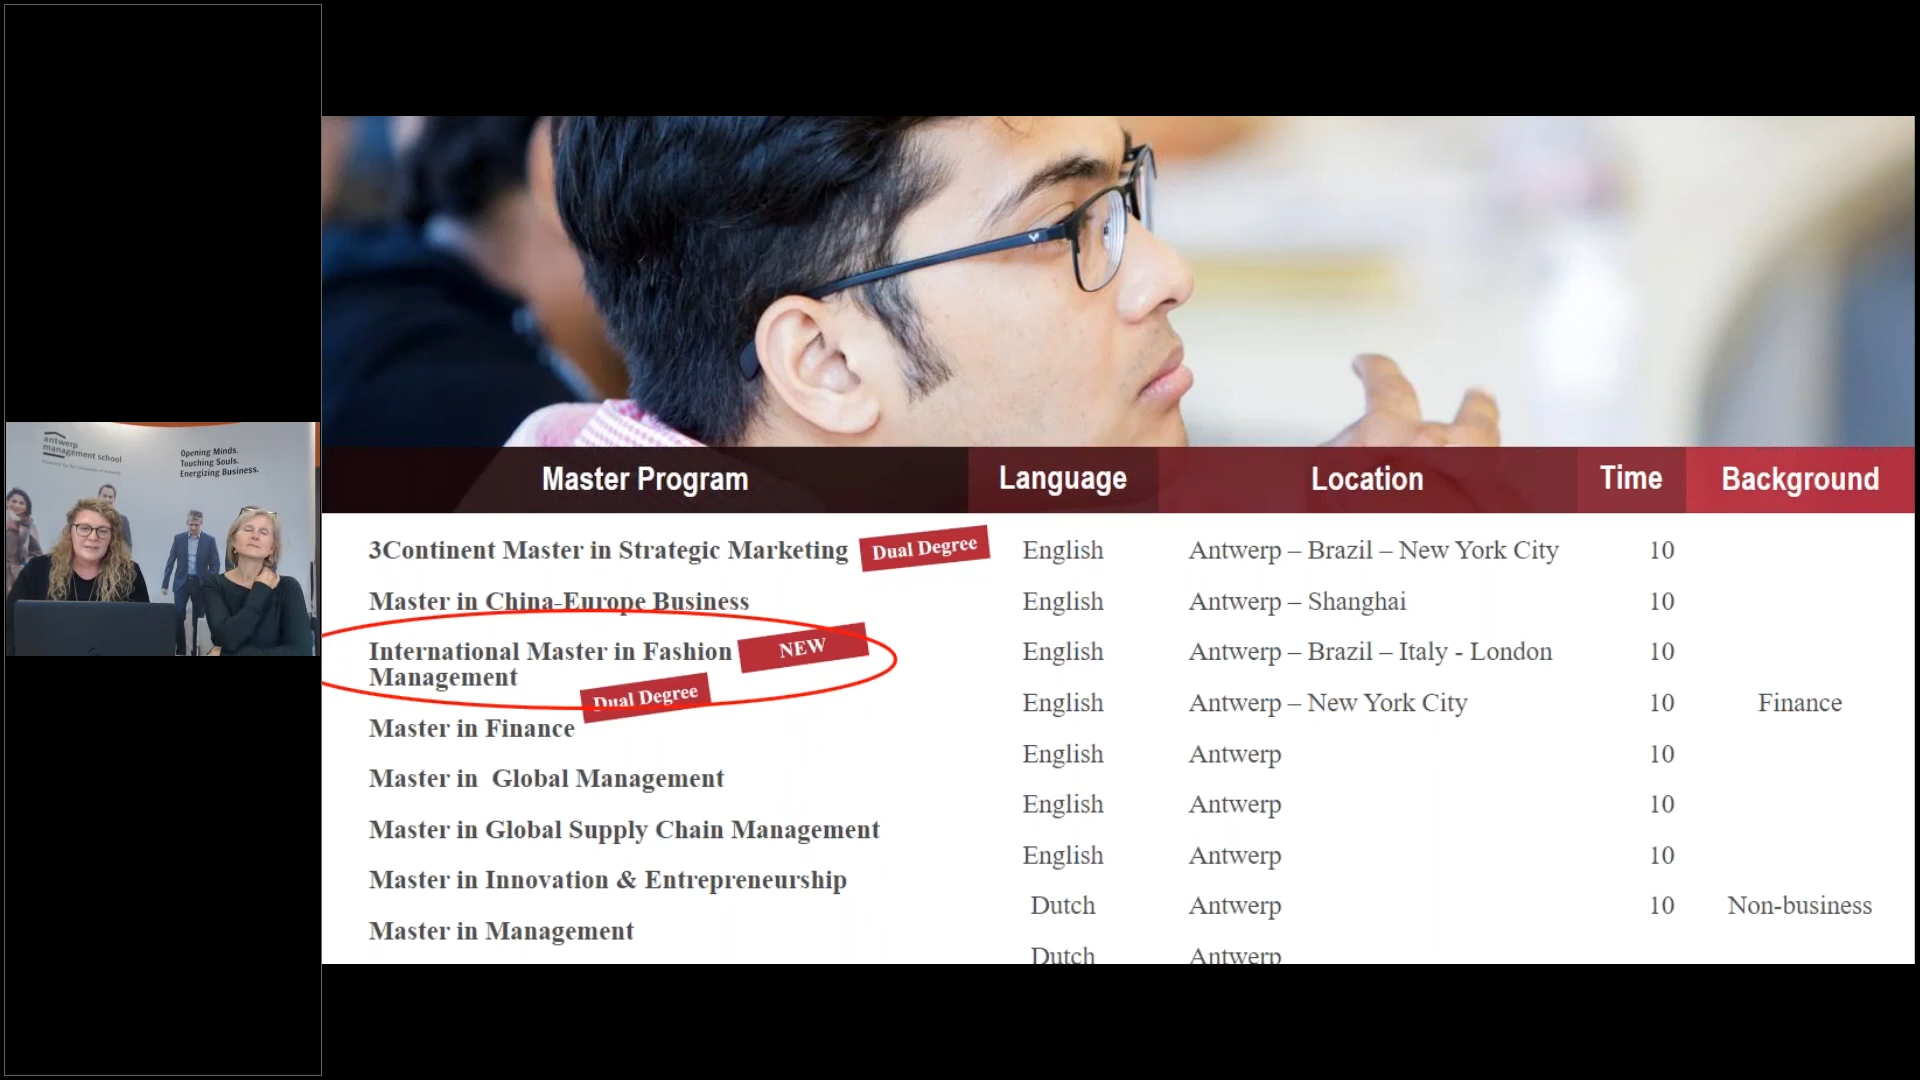 antwerp
management school
Opening Minds.
Touching Souls.
Energizing Business.
Master Program Language Location Time Background
3Continent Master in Strategic Marketing Dual Degree English Antwerp – Brazil – New York City 10
Master in China-Europe Business English Antwerp – Shanghai 10
International Master in Fashion NEW English Antwerp – Brazil – Italy - London 10
Management
Dual Degree English Antwerp – New York City 10 Finance
Master in Finance
English Antwerp 10
Master in Global Management
English Antwerp 10
Master in Global Supply Chain Management
English Antwerp 10
Master in Innovation & Entrepreneurship
Dutch Antwerp 10 Non-business
Master in Management
Dutch Antwerp